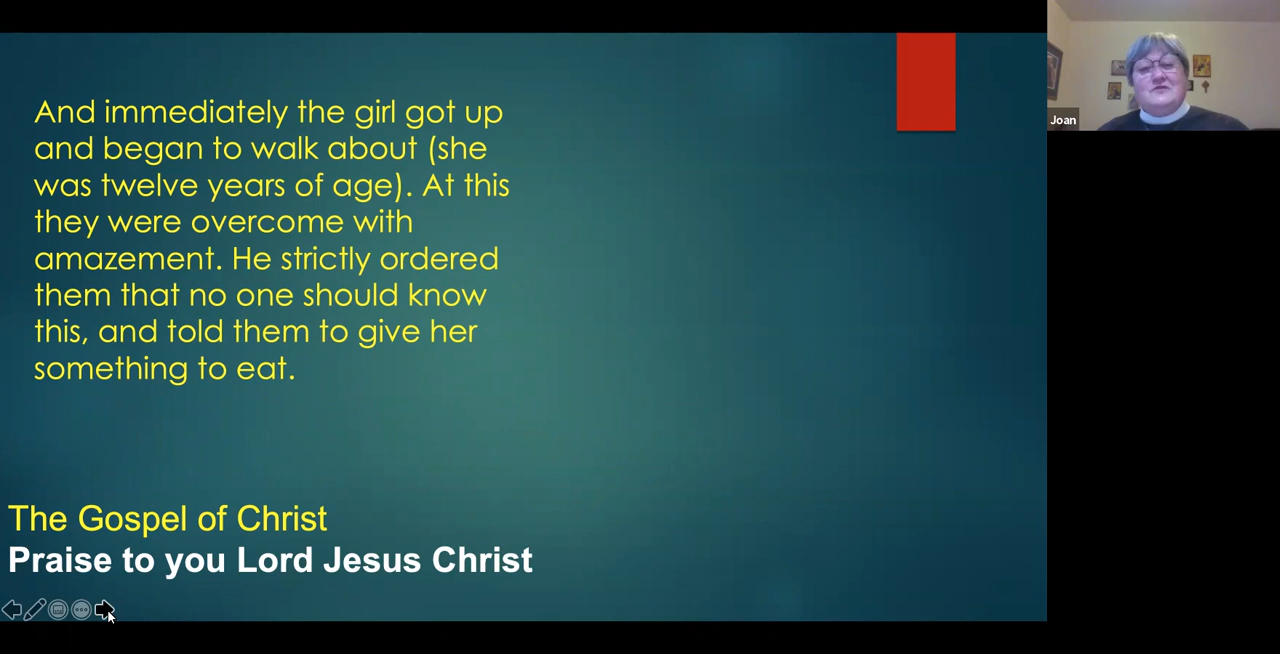 And immediately the girl got up
and began to walk about (she
was twelve years of age). At this
they were overcome with
amazement. He strictly ordered
them that no one should know
this, and told them to give her
something to eat.
The Gospel of Christ
Praise to you Lord Jesus Christ
Joan